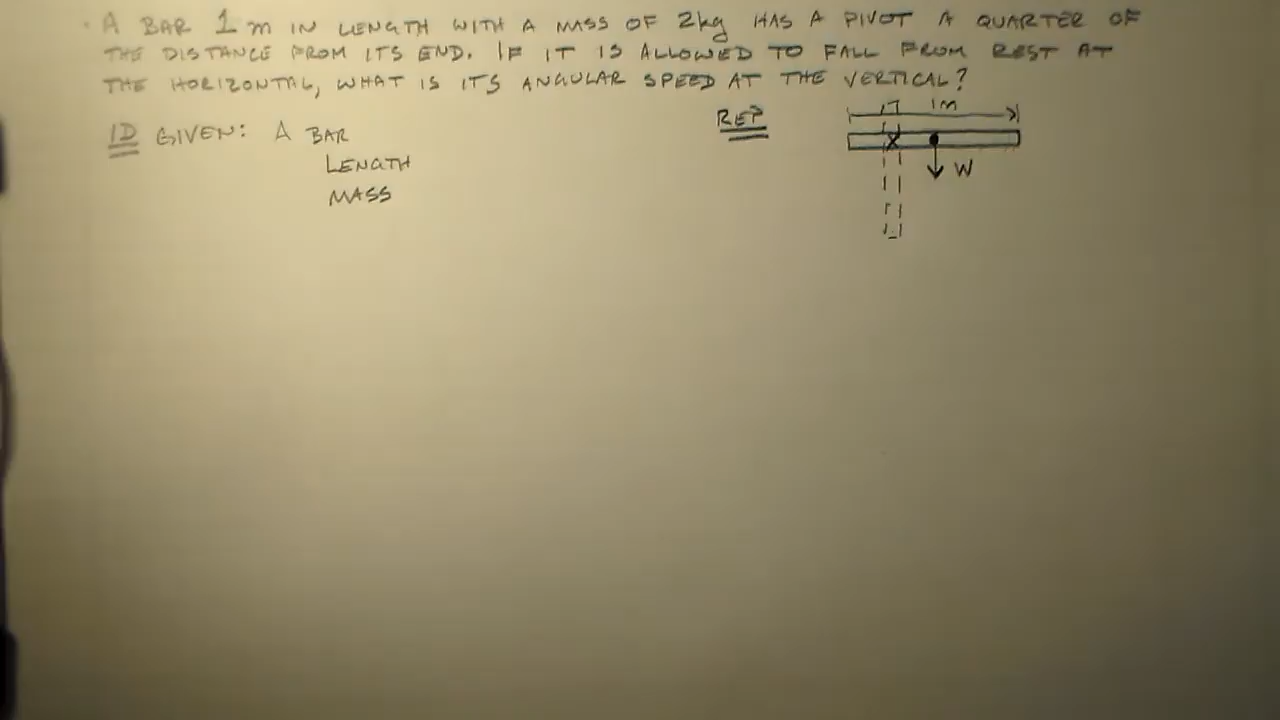 A BAR 1 m IN LENGTH WITH A MASS OF 2kg HAS A PIVOT A QUARTER OF
THE DISTANCE FROM ITS END. IF IT IS ALLOWED TO FALL FROM REST AT
THE HORIZONTAL, WHAT IS ITS ANGULAR SPEED AT THE VERTICAL?
ID GIVEN: A BAR
LENGTH
MASS
REP
1M
W